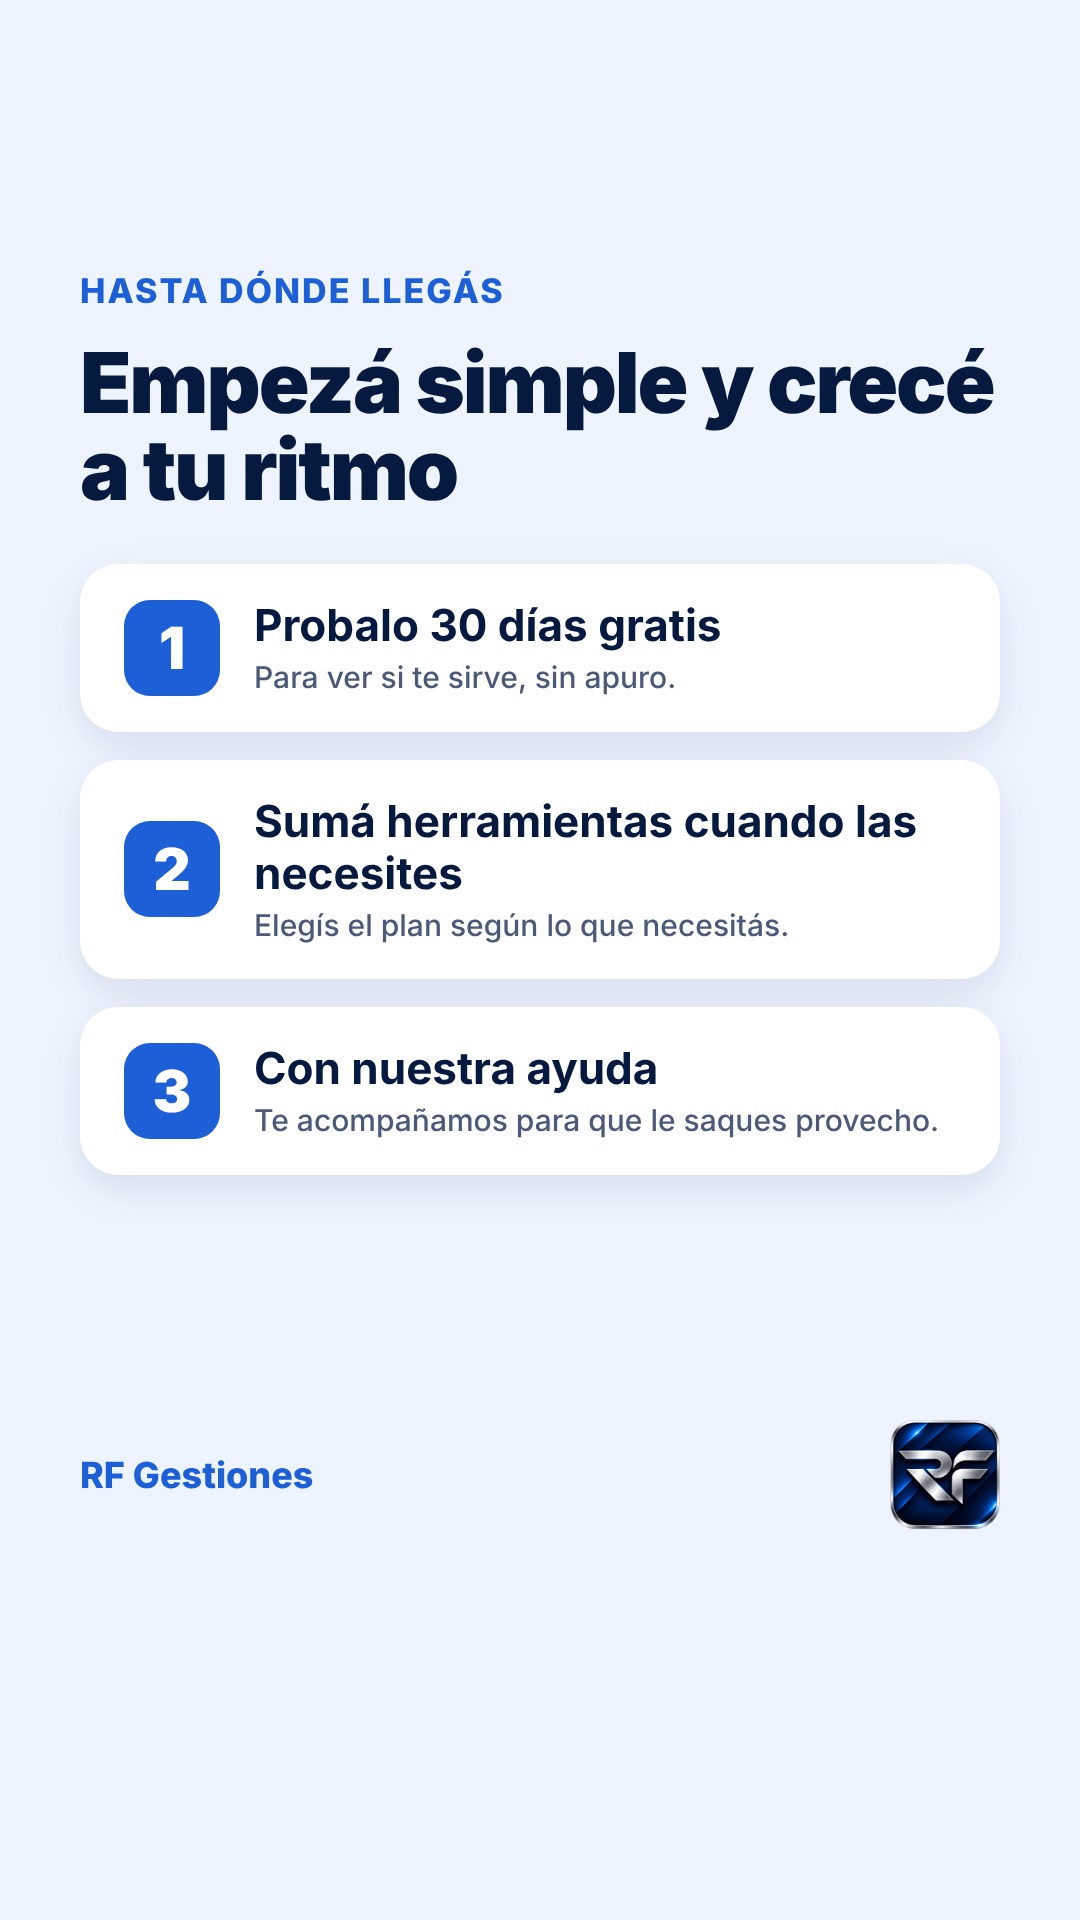 HASTA DÓNDE LLEGÁS
Empezá simple y crecé
a tu ritmo
1
Probalo 30 días gratis
Para ver si te sirve, sin apuro.
2
Sumá herramientas cuando las
necesites
Elegís el plan según lo que necesitás.
3
Con nuestra ayuda
Te acompañamos para que le saques provecho.
RF Gestiones
RF